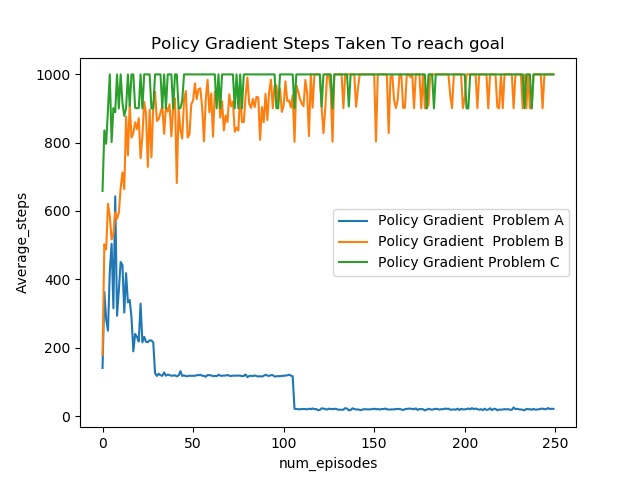 Policy Gradient Steps Taken To reach goal
1000
800
600
400
200
0
Average_steps
Policy Gradient  Problem A
Policy Gradient  Problem B
Policy Gradient Problem C
0 50 100 150 200 250
num_episodes